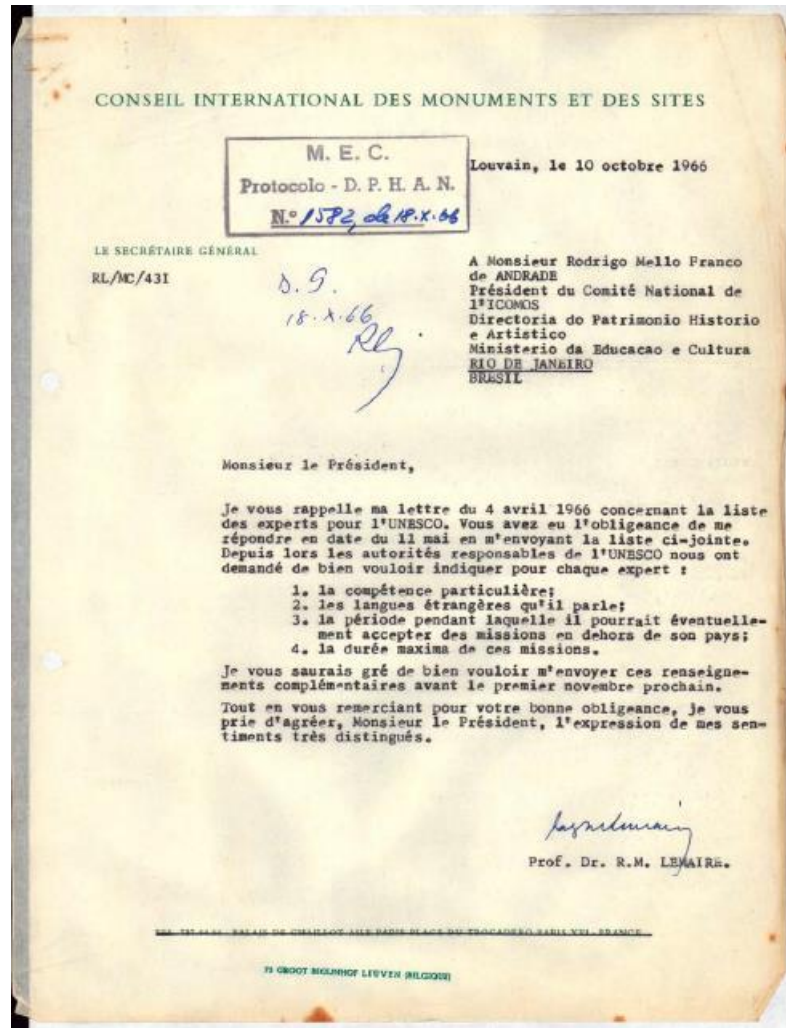 CONSEIL INTERNATIONAL DES MONUMENTS ET DES SITES
M. E. C.
Protocolo - D. P. H. A. N.
N.º 1582, de 18.X.66
Louvain, le 10 octobre 1966
LE SECRÉTAIRE GÉNÉRAL
RL/MC/431
D. G.
18.X.66
A Monsieur Rodrigo Mello Franco
de ANDRADE
Président du Comité National de
l'ICOMOS
Directoria do Patrimonio Historio
e Artistico
Ministerio da Educacao e Cultura
RIO DE JANEIRO
BRESIL
Monsieur le Président,
Je vous rappelle ma lettre du 4 avril 1966 concernant la liste
des experts pour l'UNESCO. Vous avez eu l'obligeance de me
répondre en date du 11 mai en m'envoyant la liste ci-jointe.
Depuis lors les autorités responsables de l'UNESCO nous ont
demandé de bien vouloir indiquer pour chaque expert :
1. la compétence particulière;
2. les langues étrangères qu'il parle;
3. la période pendant laquelle il pourrait éventuelle-
ment accepter des missions en dehors de son pays;
4. la durée maxima de ces missions.
Je vous saurais gré de bien vouloir m'envoyer ces renseigne-
ments complémentaires avant le premier novembre prochain.
Tout en vous remerciant pour votre bonne obligeance, je vous
prie d'agréer, Monsieur le Président, l'expression de mes sen-
timents très distingués.
Prof. Dr. R.M. LEMAIRE.
PALAIS DE CHAILLOT AILE PARIS PLACE DU TROCADERO PARIS XVI - FRANCE
75 GROOT BEGIJNHOF LEUVEN (BELGIQUE)